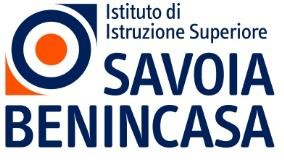 Istituto di
Istruzione Superiore
SAVOIA
BENINCASA